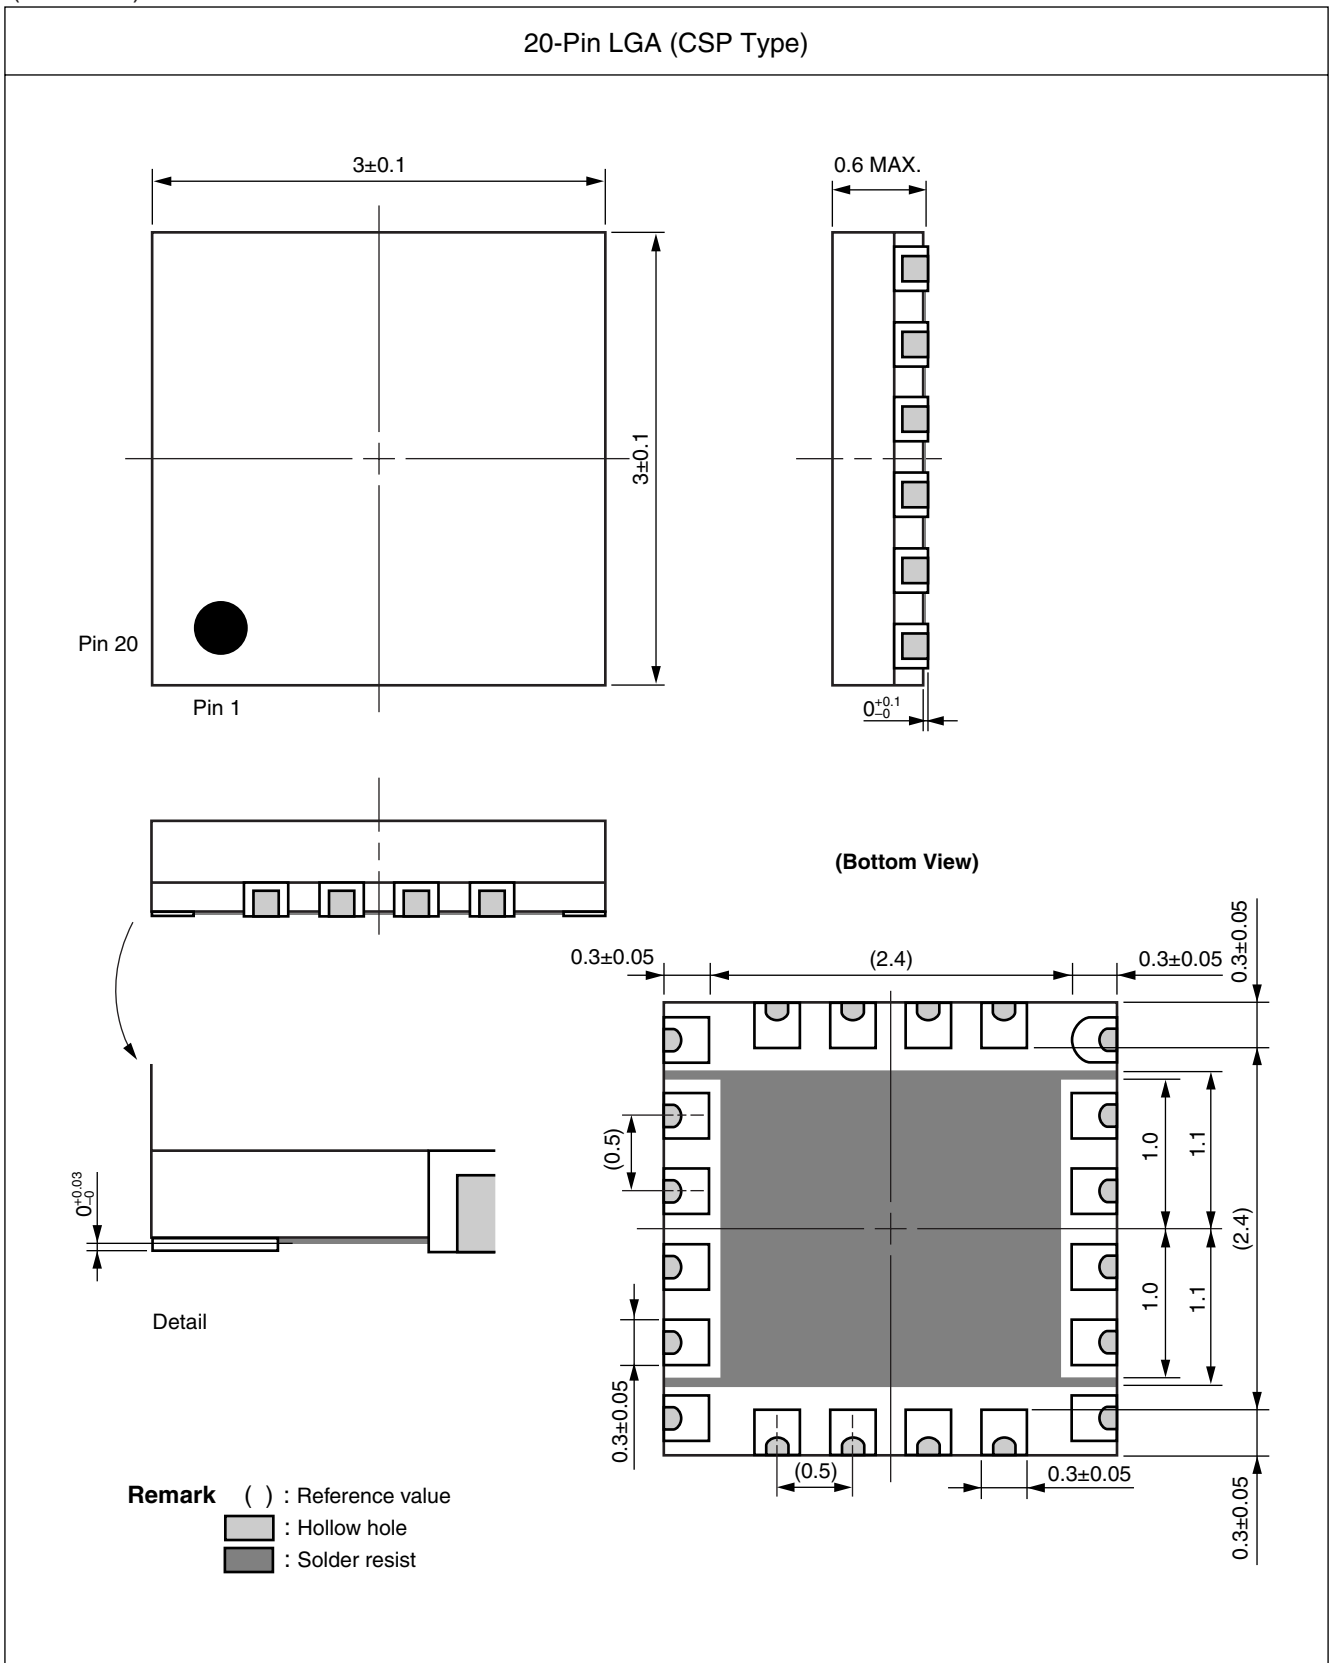 20-Pin LGA (CSP Type)
3±0.1
0.6 MAX.
3±0.1
Pin 20
Pin 1
0+0.1–0
(Bottom View)
0.3±0.05
(2.4)
0.3±0.05
0.3±0.05
(0.5)
1.0
1.1
0+0.03–0
(2.4)
1.0
1.1
Detail
0.3±0.05
(0.5)
0.3±0.05
0.3±0.05
Remark ( ) : Reference value
: Hollow hole
: Solder resist